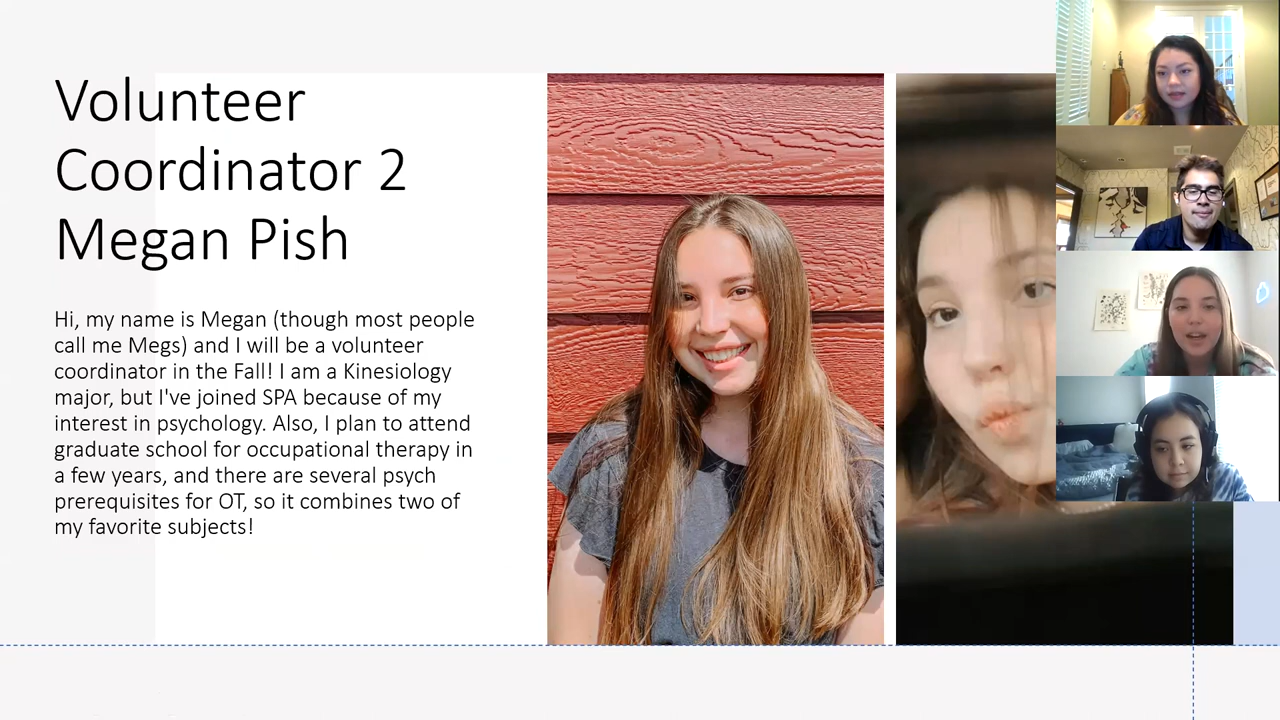 Volunteer
Coordinator 2
Megan Pish
Hi, my name is Megan (though most people
call me Megs) and I will be a volunteer
coordinator in the Fall! I am a Kinesiology
major, but I've joined SPA because of my
interest in psychology. Also, I plan to attend
graduate school for occupational therapy in
a few years, and there are several psych
prerequisites for OT, so it combines two of
my favorite subjects!